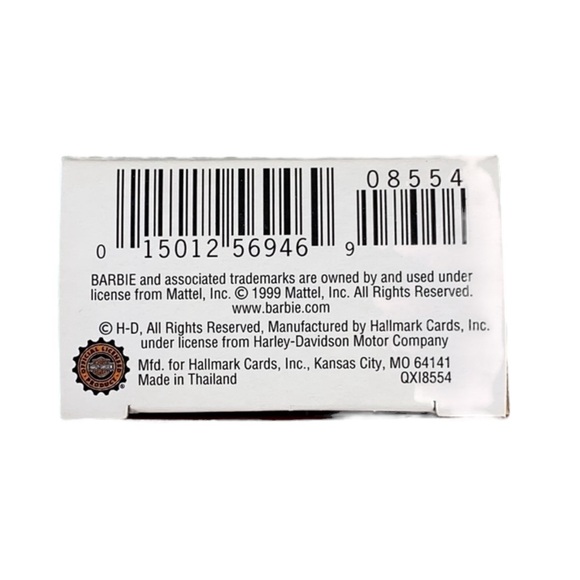 08554
0 15012 56946 9
BARBIE and associated trademarks are owned by and used under
license from Mattel, Inc. © 1999 Mattel, Inc. All Rights Reserved.
www.barbie.com
© H-D, All Rights Reserved, Manufactured by Hallmark Cards, Inc.
under license from Harley-Davidson Motor Company
Mfd. for Hallmark Cards, Inc., Kansas City, MO 64141
Made in Thailand QXI8554